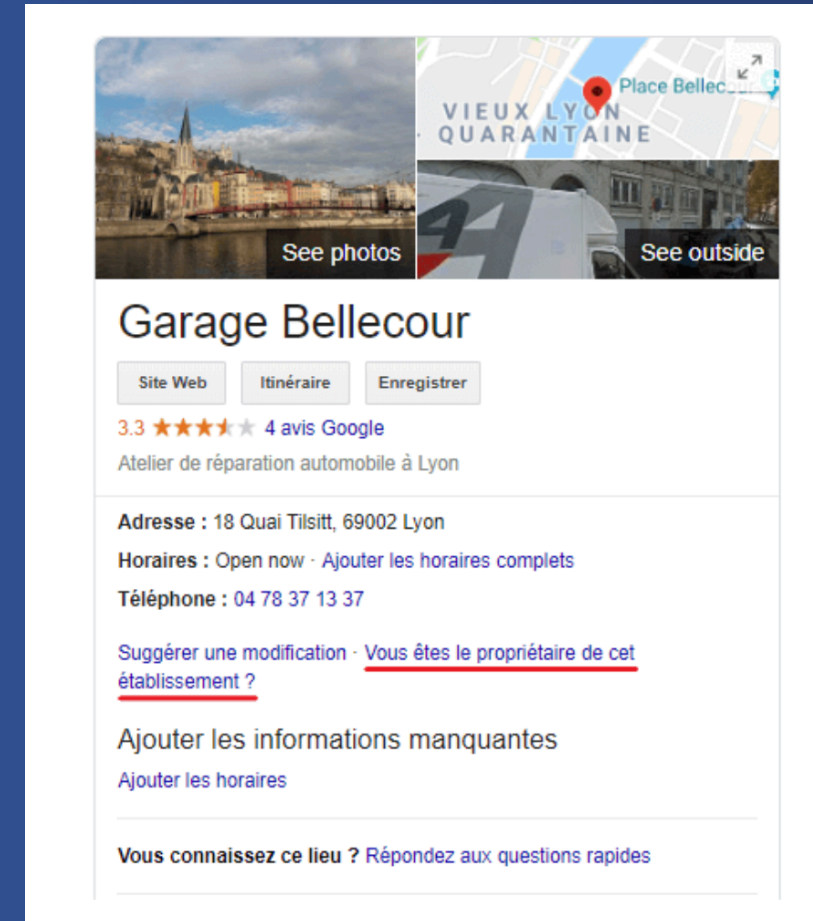 Place Bellec
VIEUX LYON
QUARANTAINE
See photos
See outside
Garage Bellecour
Site Web
Itinéraire
Enregistrer
3.3 ★★★★★ 4 avis Google
Atelier de réparation automobile à Lyon
Adresse : 18 Quai Tilsitt, 69002 Lyon
Horaires : Open now · Ajouter les horaires complets
Téléphone : 04 78 37 13 37
Suggérer une modification · Vous êtes le propriétaire de cet
établissement ?
Ajouter les informations manquantes
Ajouter les horaires
Vous connaissez ce lieu ? Répondez aux questions rapides